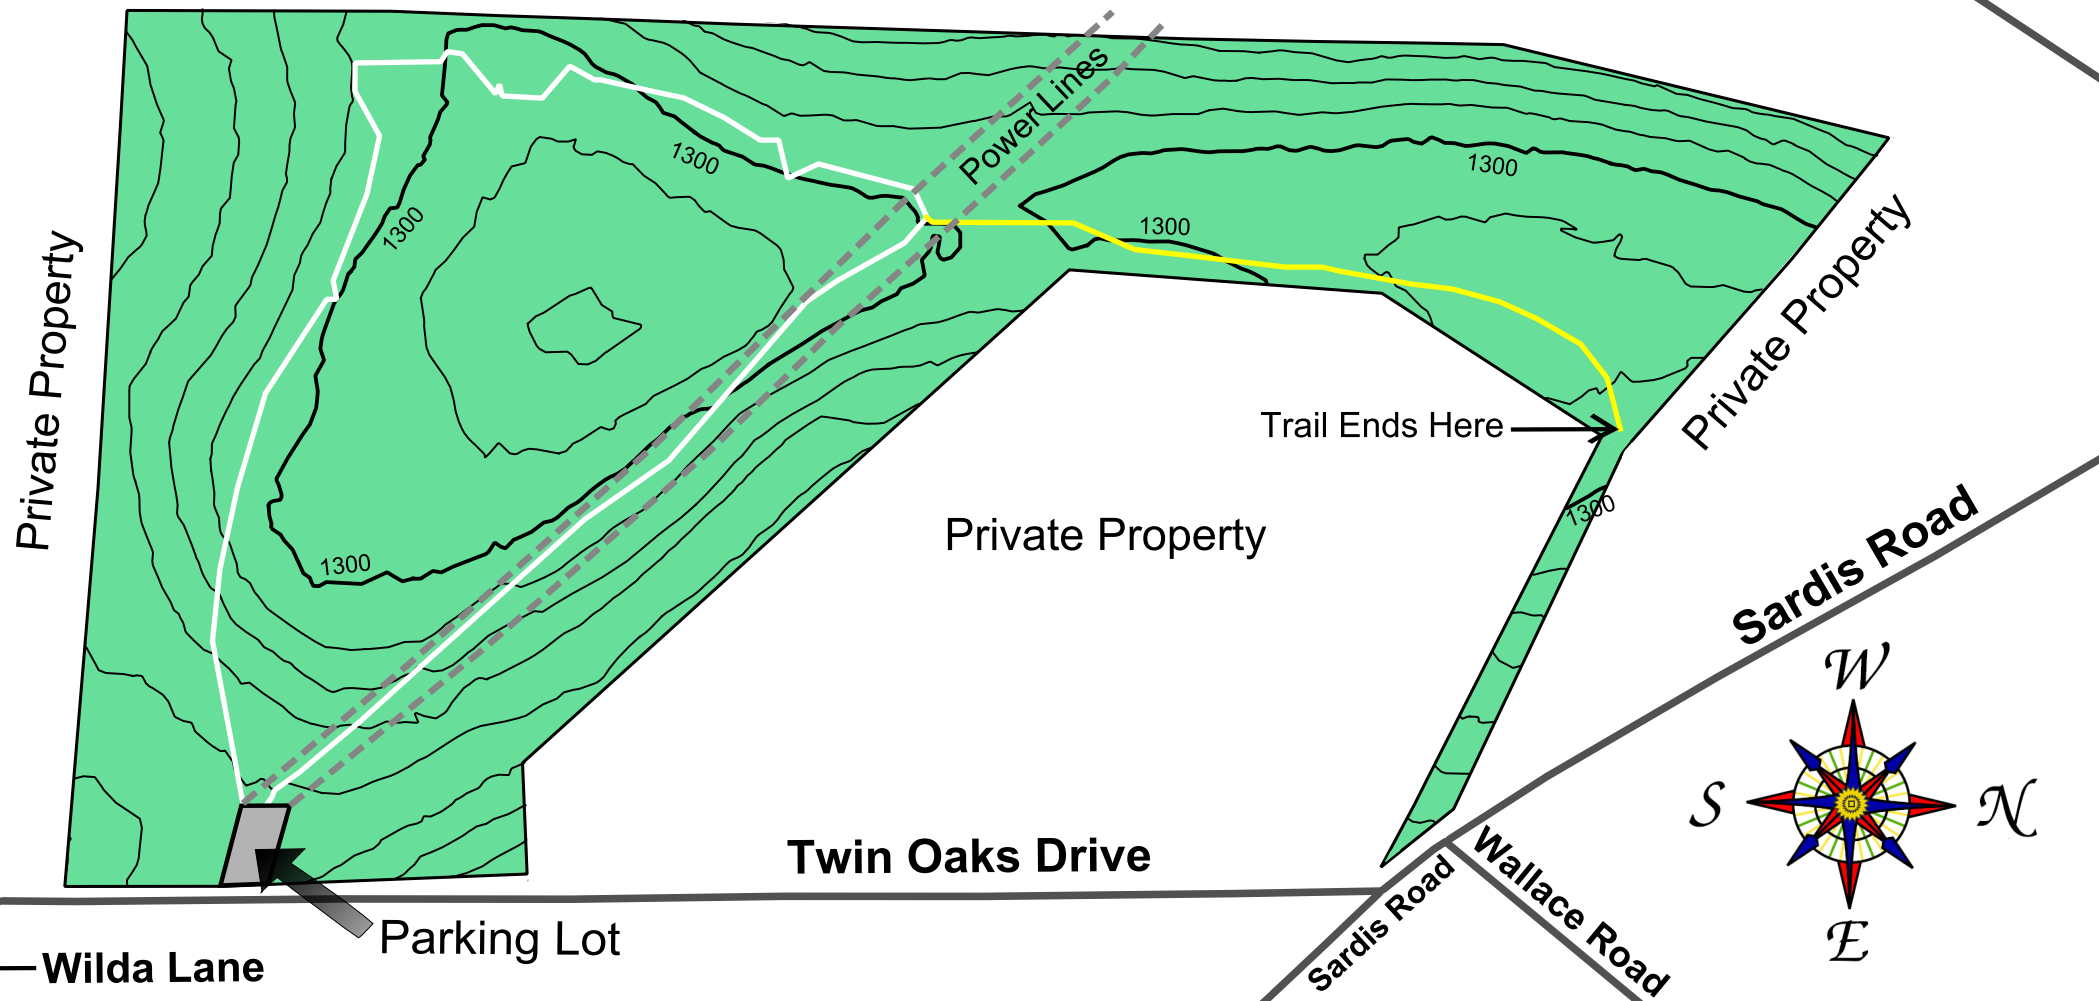 Power Lines
1300
1300
1300
1300
1300
1300
Private Property
Private Property
Trail Ends Here
Private Property
Sardis Road
W
S
N
E
Twin Oaks Drive
Wallace Road
Sardis Road
Parking Lot
Wilda Lane